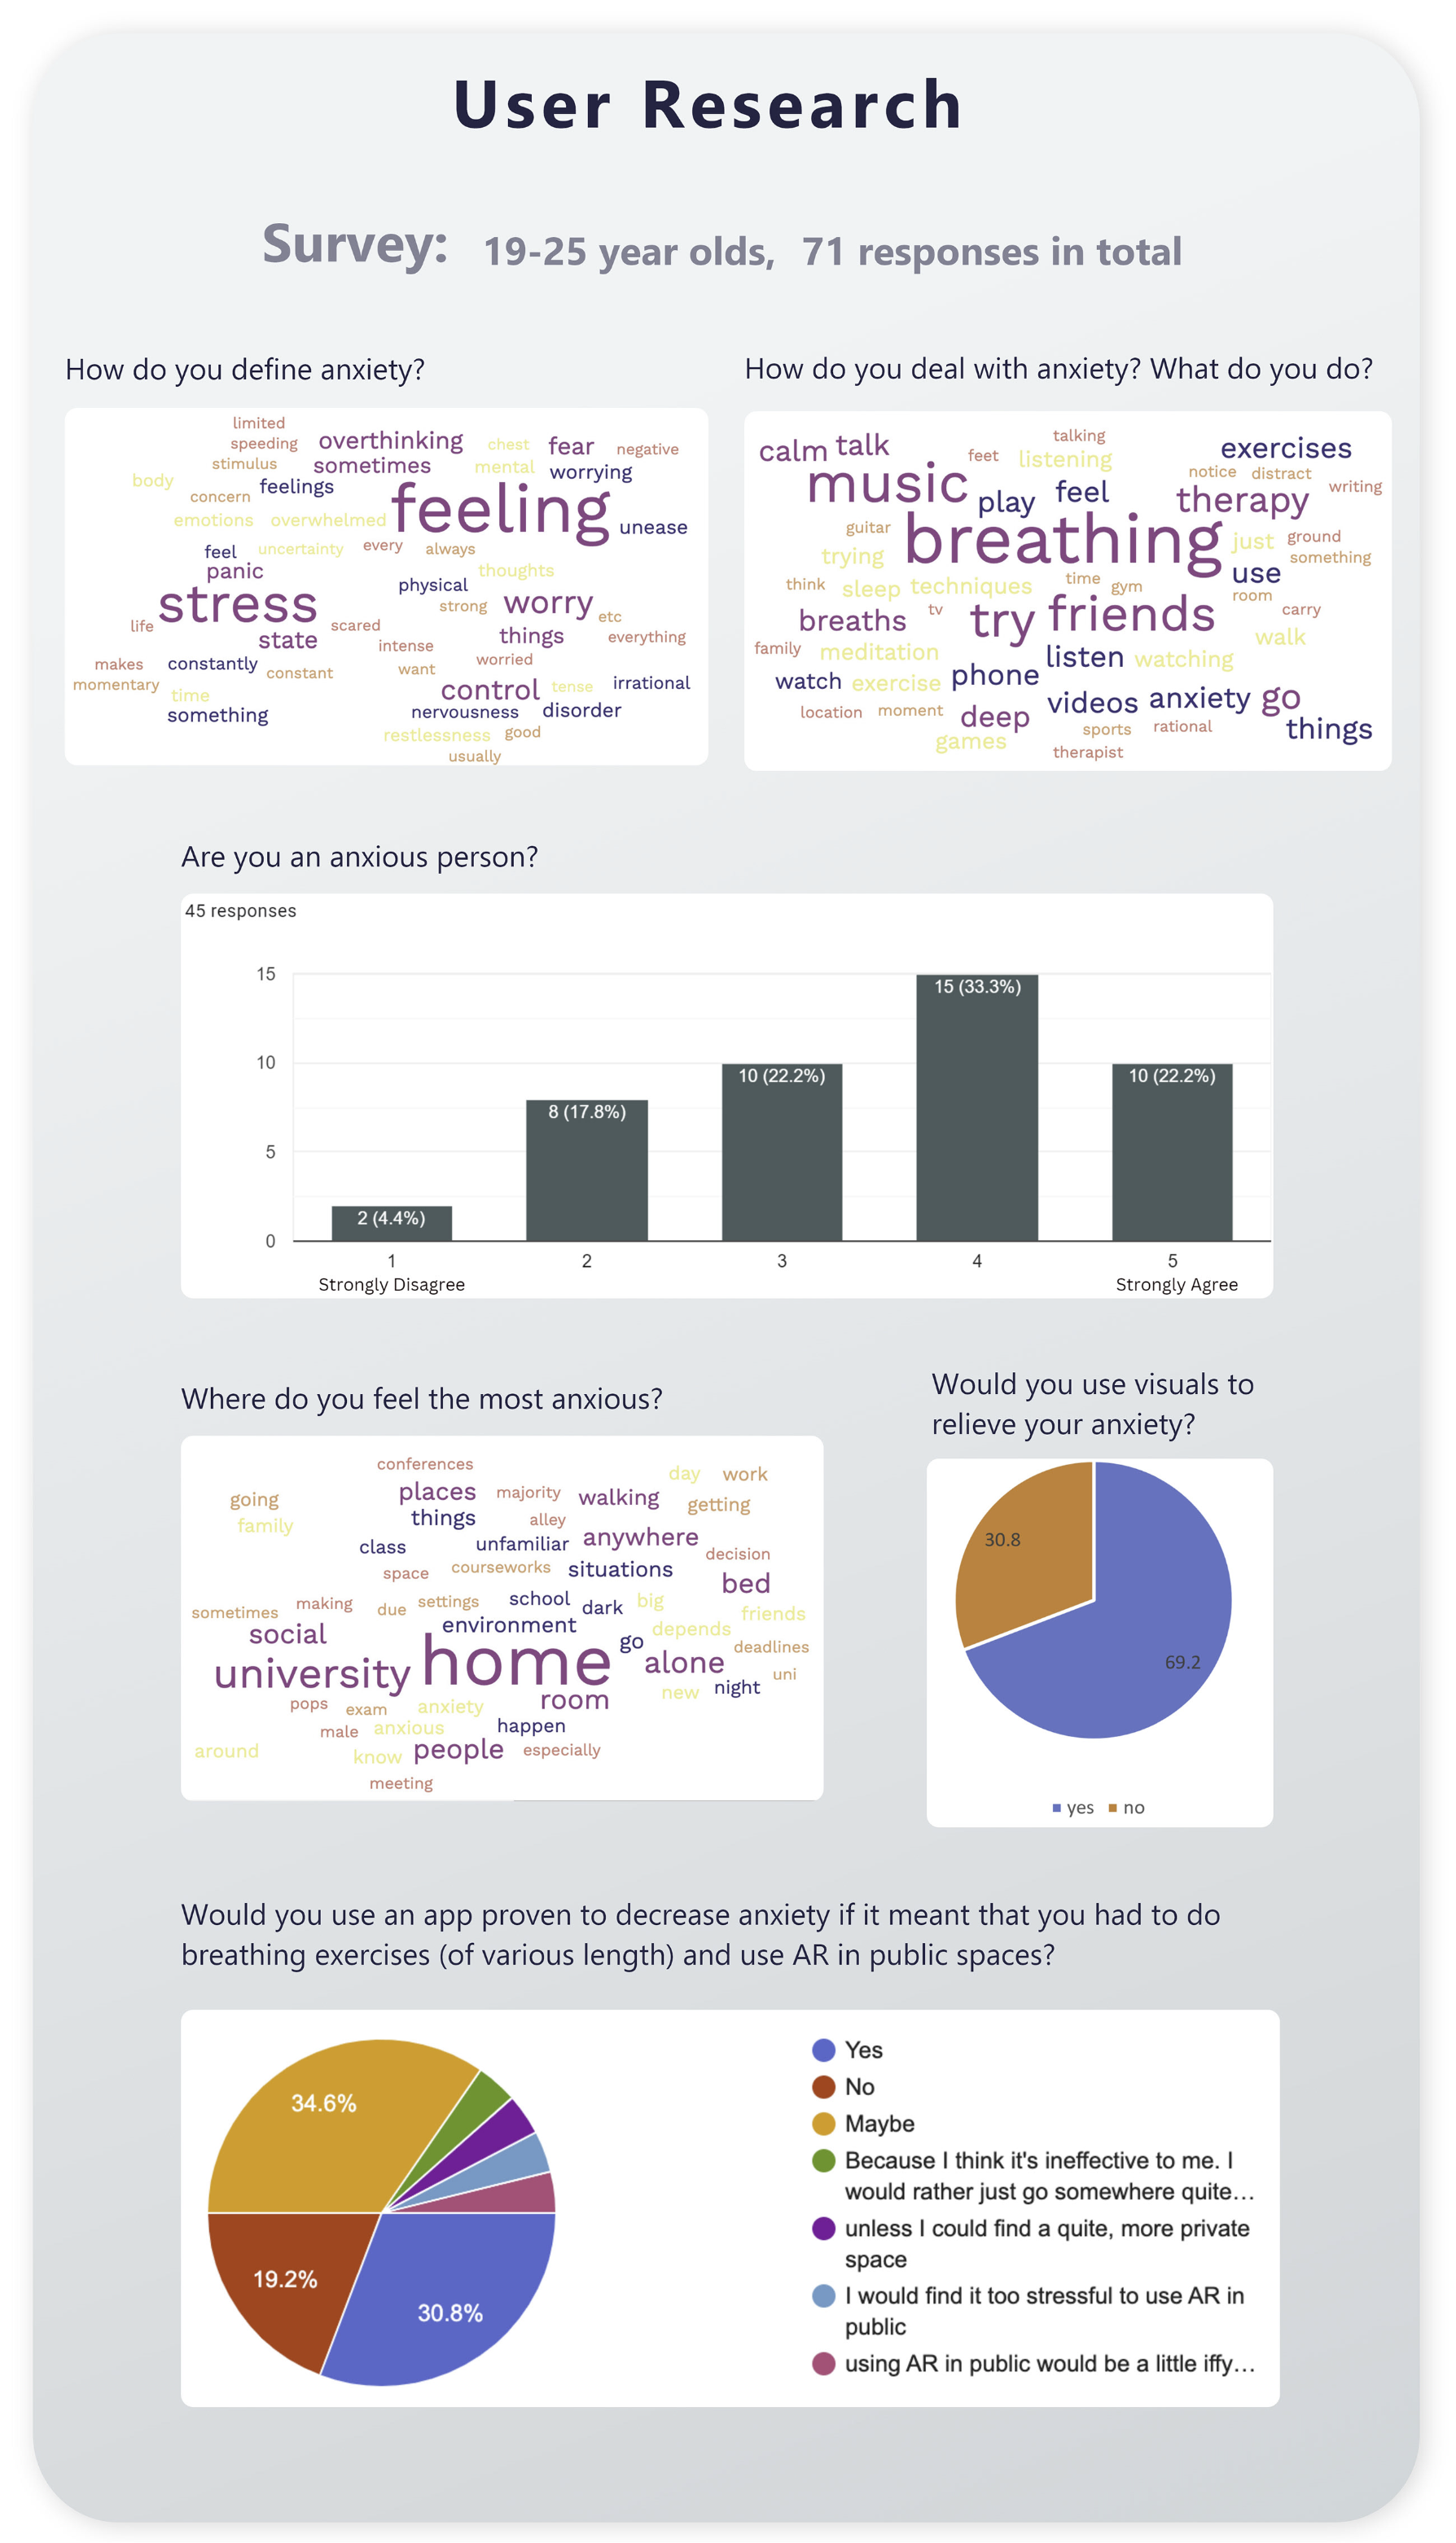 User Research
Survey: 19-25 year olds, 71 responses in total
How do you define anxiety?
limited
speeding overthinking chest fear negative
stimulus sometimes mental worrying
body concern feelings
emotions overwhelmed feeling unease
feel uncertainty every always
panic physical thoughts
stress strong worry etc
life state scared things everything
intense
makes constantly constant want worried
momentary time control tense irrational
something nervousness disorder
restlessness good
usually
How do you deal with anxiety? What do you do?
calm talk feet talking listening exercises
music play feel notice distract
therapy writing
guitar breathing just ground
trying something
think sleep techniques time gym use
room
breaths tv try friends carry
family meditation listen watching walk
watch exercise phone
location moment deep videos anxiety go
games sports rational things
therapist
Are you an anxious person?
45 responses
15
10
5
0
2 (4.4%)
8 (17.8%)
10 (22.2%)
15 (33.3%)
10 (22.2%)
1 2 3 4 5
Strongly Disagree Strongly Agree
Where do you feel the most anxious?
conferences day work
going places majority walking getting
family things alley
class unfamiliar anywhere
space courseworks situations decision
bed
sometimes making due settings school dark big friends
social environment go depends deadlines
university home alone uni
pops exam anxiety room new night
male anxious happen
around know people especially
meeting
Would you use visuals to
relieve your anxiety?
30.8
69.2
yes no
Would you use an app proven to decrease anxiety if it meant that you had to do
breathing exercises (of various length) and use AR in public spaces?
34.6%
19.2%
30.8%
Yes
No
Maybe
Because I think it's ineffective to me. I
would rather just go somewhere quite…
unless I could find a quite, more private
space
I would find it too stressful to use AR in
public
using AR in public would be a little iffy…